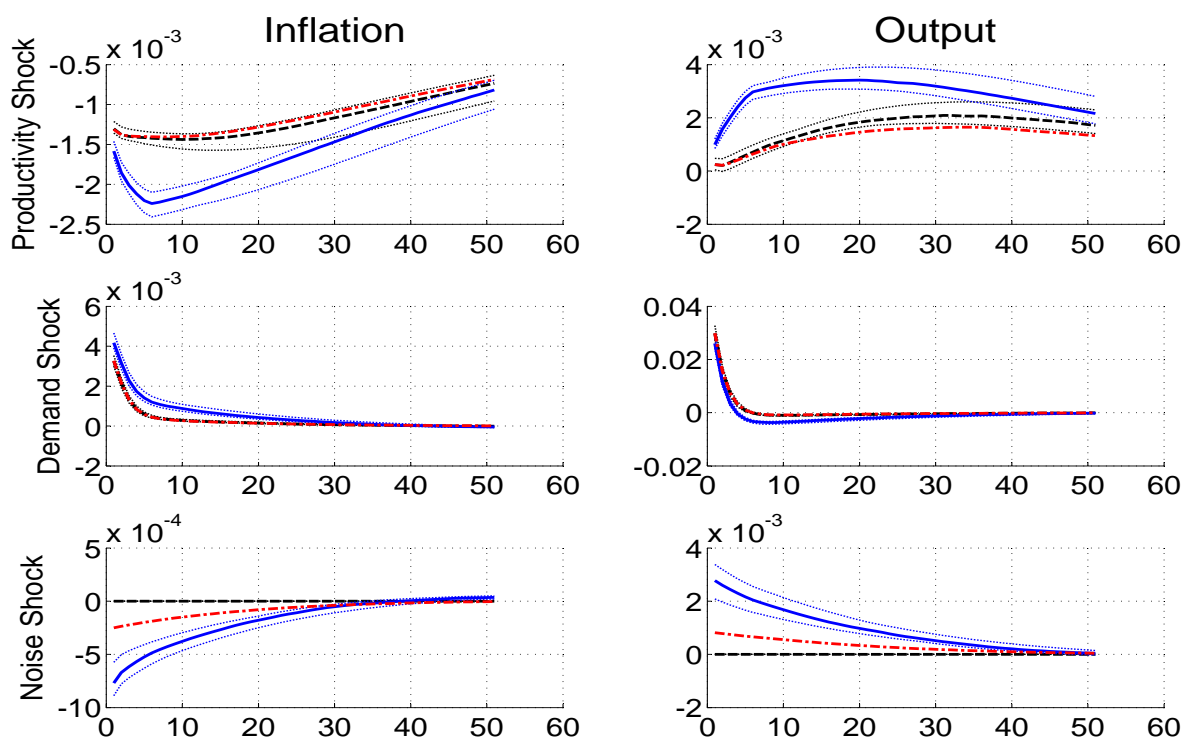 Inflation
Output
x 10^-3
Productivity Shock
-0.5
-1
-1.5
-2
-2.5
0 10 20 30 40 50 60
x 10^-3
4
2
0
-2
0 10 20 30 40 50 60
x 10^-3
Demand Shock
6
4
2
0
-2
0 10 20 30 40 50 60
0.04
0.02
0
-0.02
0 10 20 30 40 50 60
x 10^-4
Noise Shock
5
0
-5
-10
0 10 20 30 40 50 60
x 10^-3
4
2
0
-2
0 10 20 30 40 50 60